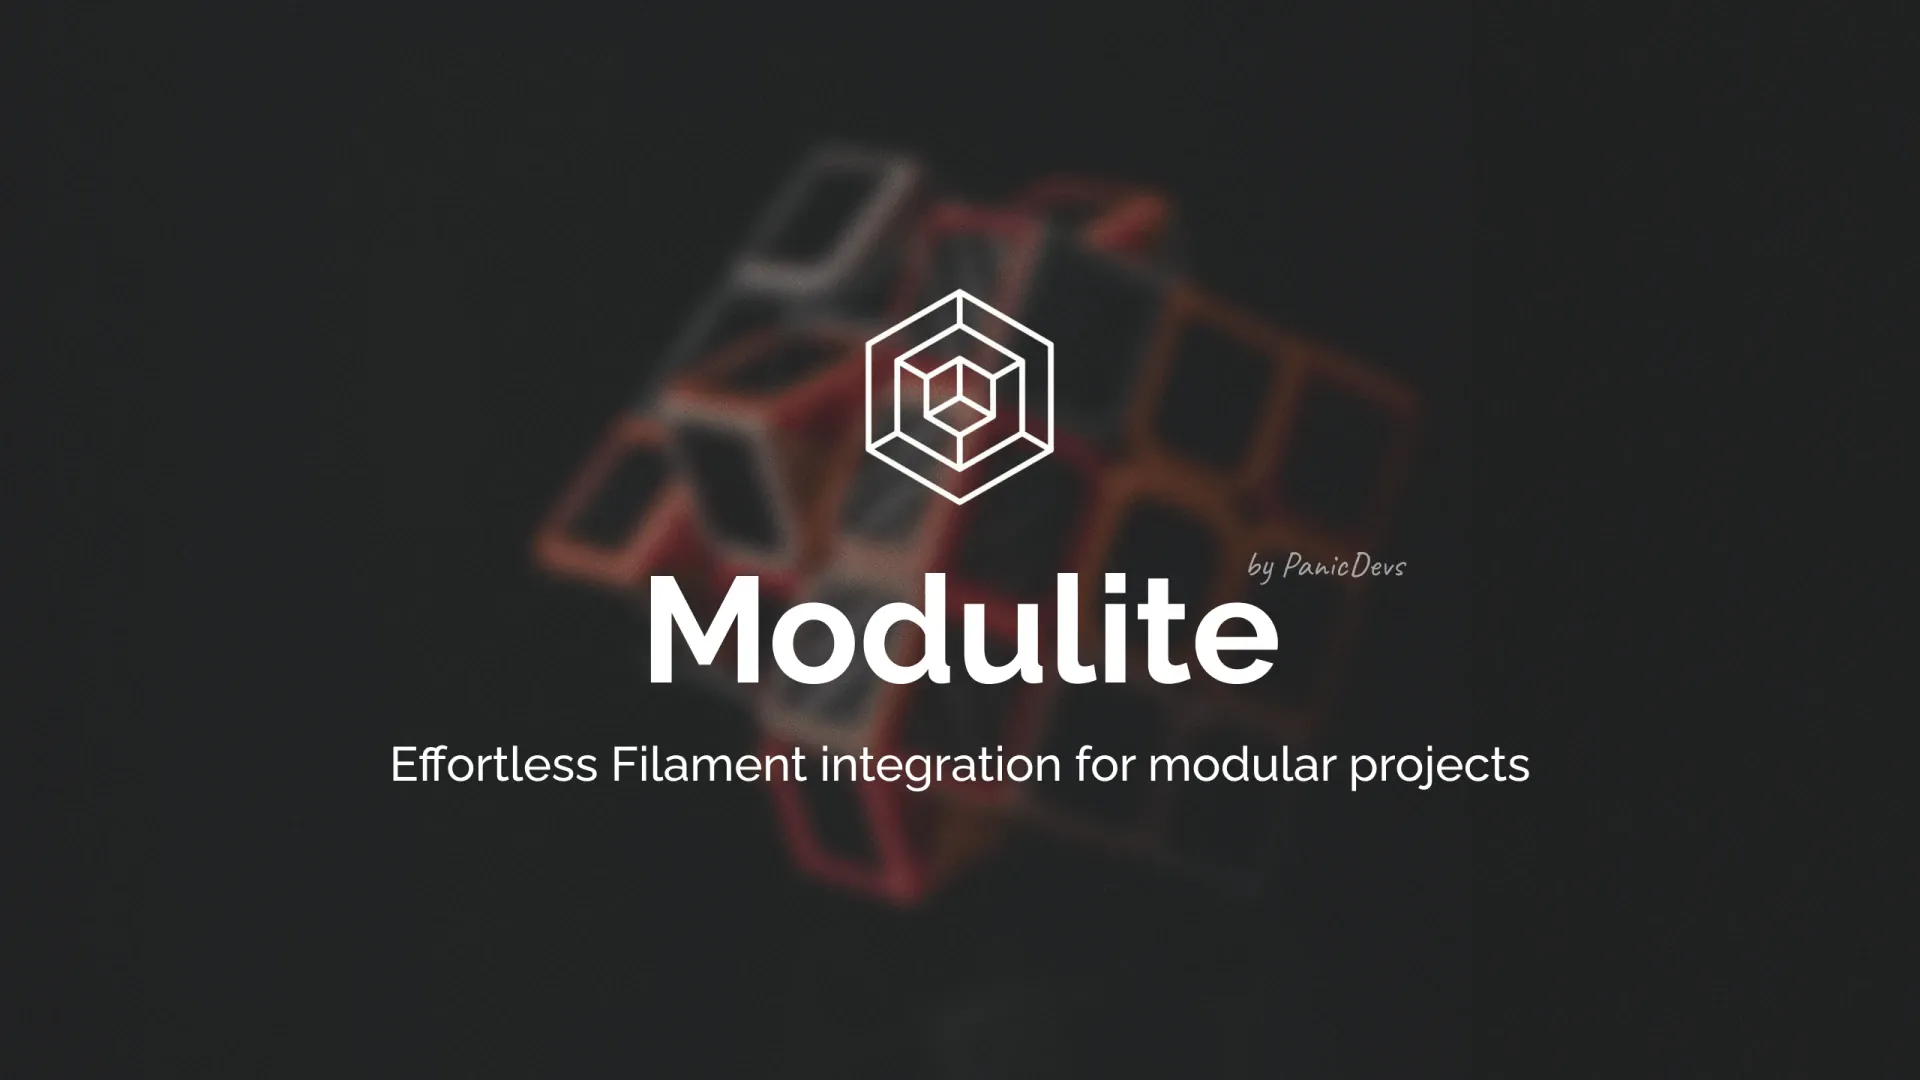 by PanicDevs
Modulite
Effortless Filament integration for modular projects